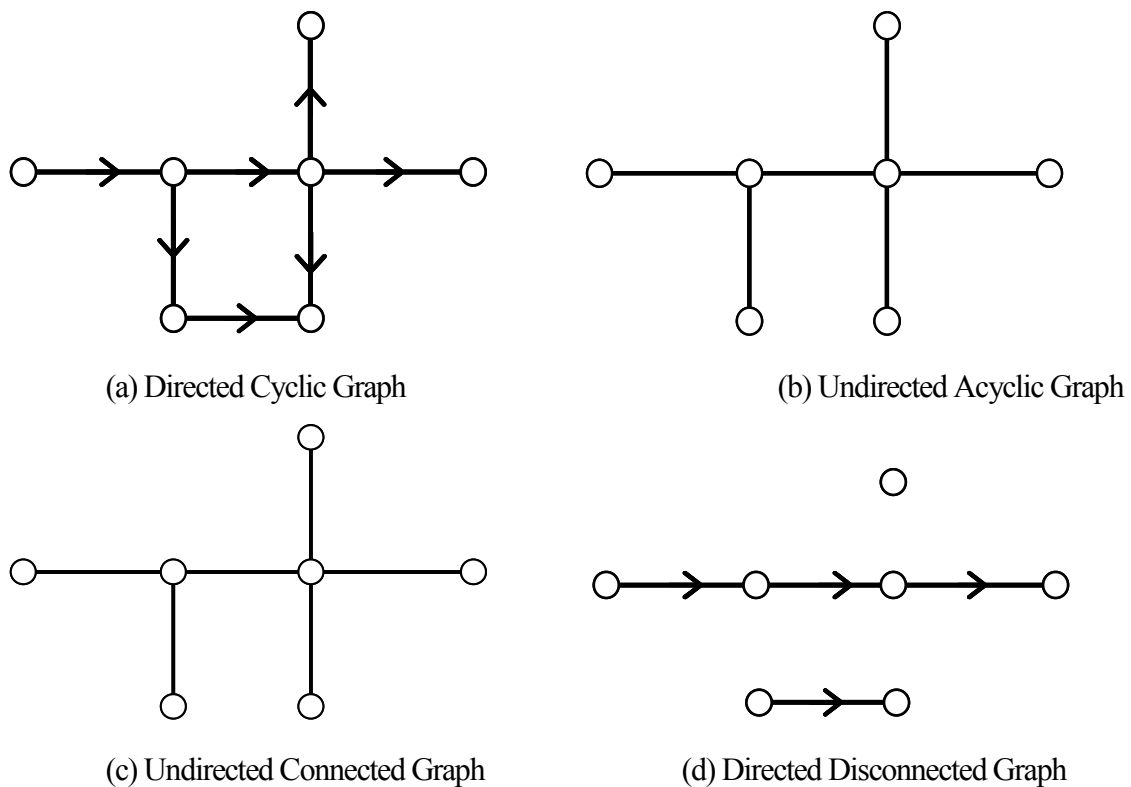 (a) Directed Cyclic Graph
(b) Undirected Acyclic Graph
(c) Undirected Connected Graph
(d) Directed Disconnected Graph